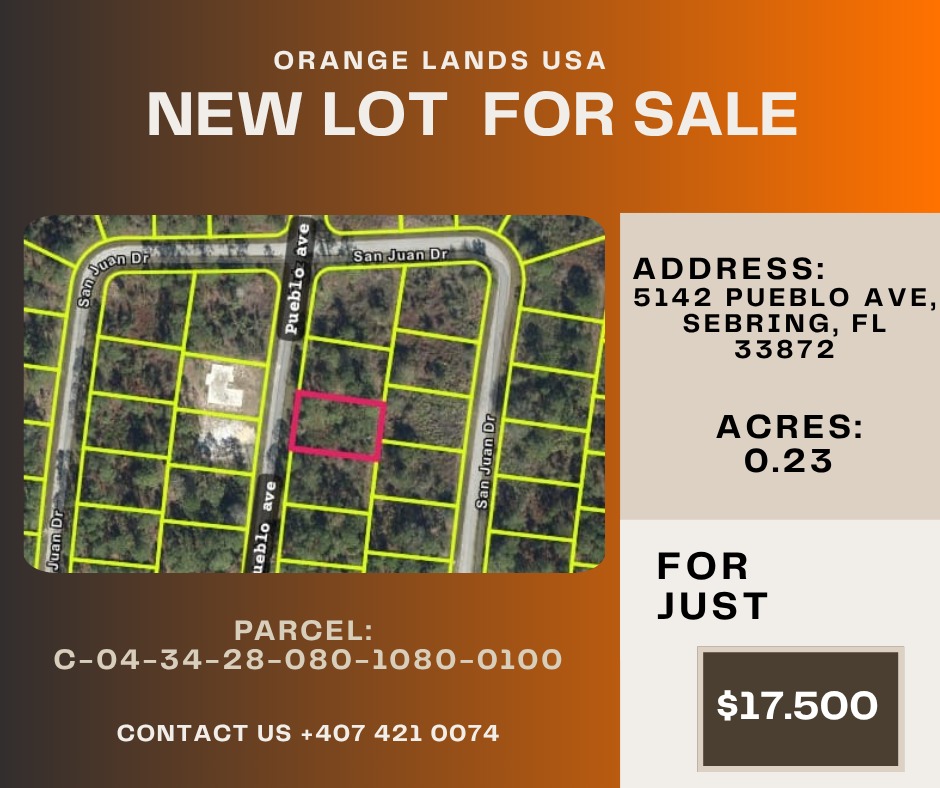 ORANGE LANDS USA
NEW LOT FOR SALE
San Juan Dr
Pueblo ave
San Juan Dr
San Juan Dr
Juan Dr
ueblo ave
ADDRESS:
5142 PUEBLO AVE,
SEBRING, FL
33872
ACRES:
0.23
FOR
JUST
$17.500
PARCEL:
C-04-34-28-080-1080-0100
CONTACT US +407 421 0074